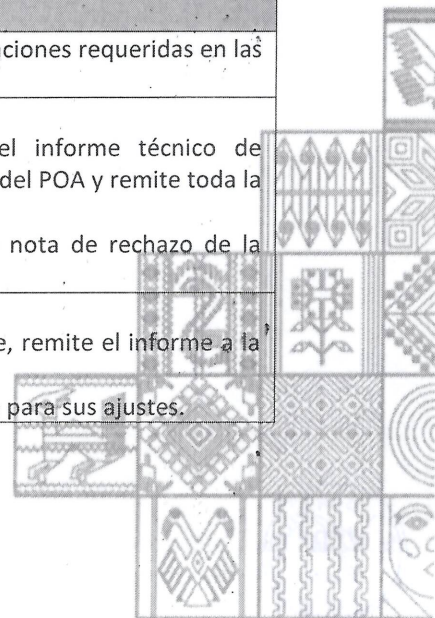 ciones requeridas en las
el informe técnico de
del POA y remite toda la
nota de rechazo de la
e, remite el informe a la
para sus ajustes.